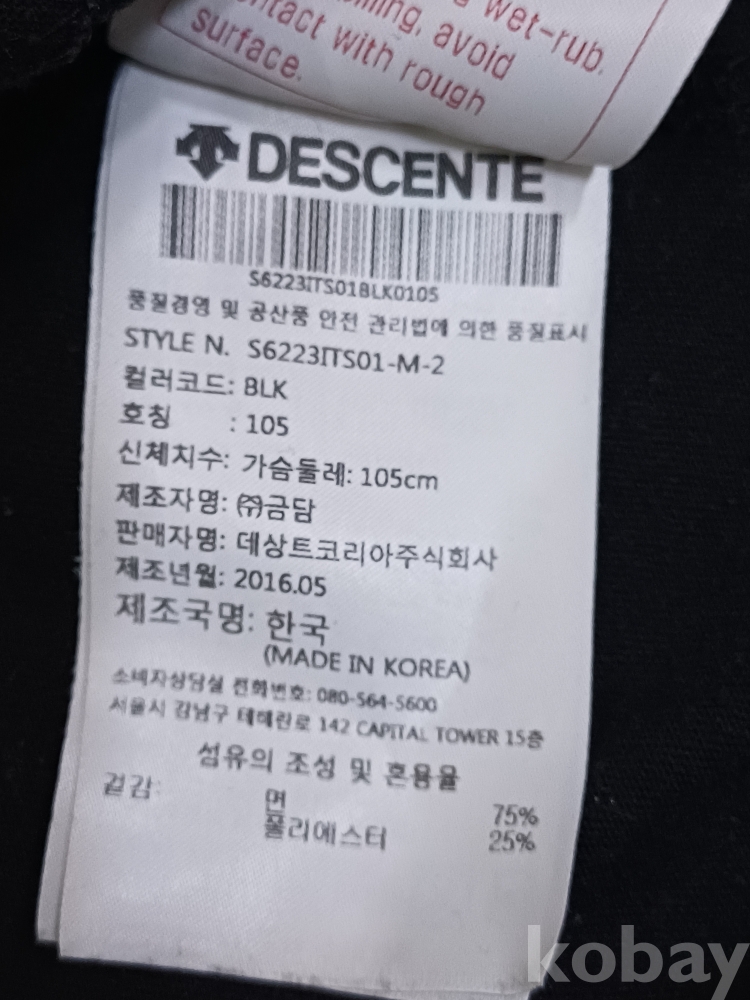 wet-rub.
avoid
contact with rough
surface.
DESCENTE
S6223ITS01BLK0105
품질경영 및 공산품 안전 관리법에 의한 품질표시
STYLE N. S6223ITS01-M-2
컬러코드: BLK
호칭 : 105
신체치수: 가슴둘레: 105cm
제조자명: ㈜금담
판매자명: 데상트코리아주식회사
제조년월: 2016.05
제조국명: 한국
(MADE IN KOREA)
소비자상담실 전화번호: 080-564-5600
서울시 강남구 테헤란로 142 CAPITAL TOWER 15층
섬유의 조성 및 혼용율
겉감: 면 75%
폴리에스터 25%
kobay